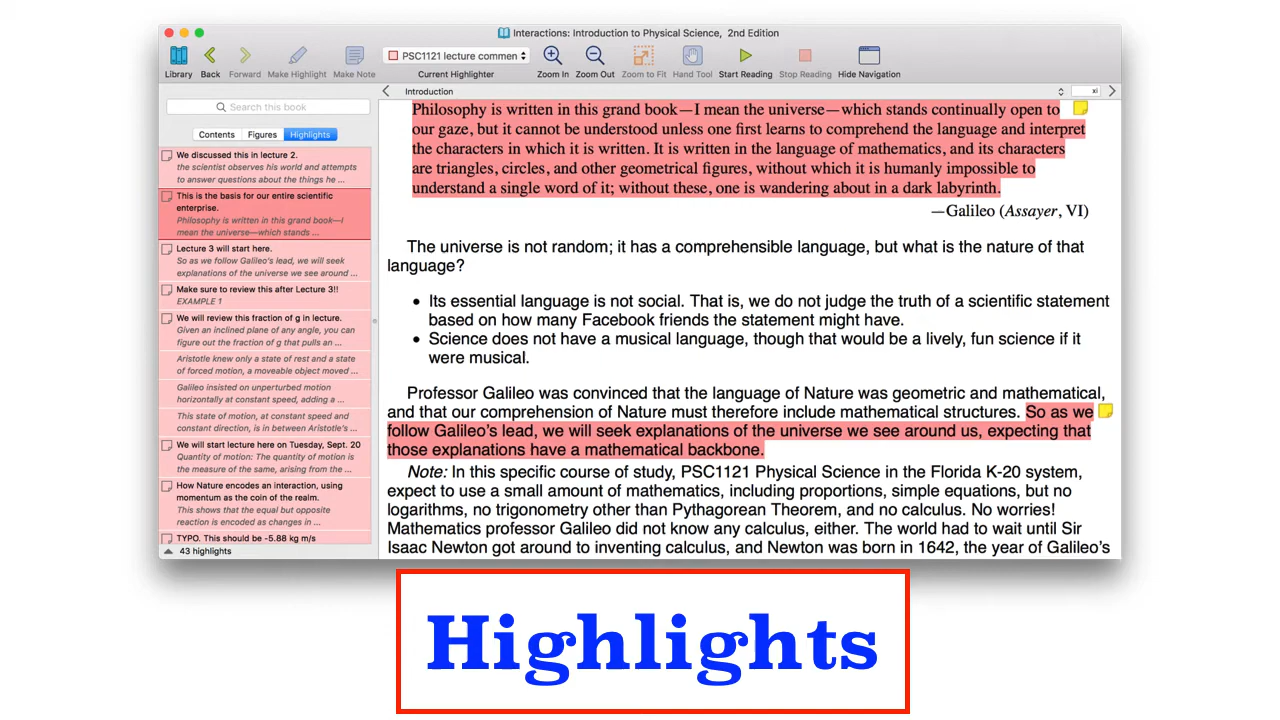 Interactions: Introduction to Physical Science, 2nd Edition
Library
Back
Forward
Make Highlight
Make Note
PSC1121 lecture commen
Current Highlighter
Zoom In
Zoom Out
Zoom to Fit
Hand Tool
Start Reading
Stop Reading
Hide Navigation
Introduction
xi
Search this book
Contents
Figures
Highlights
We discussed this in lecture 2.
the scientist observes his world and attempts
to answer questions about the things he ...
This is the basis for our entire scientific
enterprise.
Philosophy is written in this grand book—I
mean the universe—which stands ...
Lecture 3 will start here.
So as we follow Galileo's lead, we will seek
explanations of the universe we see around ...
Make sure to review this after Lecture 3!!
EXAMPLE 1
We will review this fraction of g in lecture.
Given an inclined plane of any angle, you can
figure out the fraction of g that pulls an ...
Aristotle knew only a state of rest and a state
of forced motion, a moveable object moved ...
Galileo insisted on unperturbed motion
horizontally at constant speed, adding a ...
This state of motion, at constant speed and
constant direction, is in between Aristotle's ...
We will start lecture here on Tuesday, Sept. 20
Quantity of motion: The quantity of motion is
the measure of the same, arising from the ...
How Nature encodes an interaction, using
momentum as the coin of the realm.
This shows that the equal but opposite
reaction is encoded as changes in ...
TYPO. This should be -5.88 kg m/s
43 highlights
Philosophy is written in this grand book—I mean the universe—which stands continually open to
our gaze, but it cannot be understood unless one first learns to comprehend the language and interpret
the characters in which it is written. It is written in the language of mathematics, and its characters
are triangles, circles, and other geometrical figures, without which it is humanly impossible to
understand a single word of it; without these, one is wandering about in a dark labyrinth.
—Galileo (Assayer, VI)
The universe is not random; it has a comprehensible language, but what is the nature of that
language?
• Its essential language is not social. That is, we do not judge the truth of a scientific statement
based on how many Facebook friends the statement might have.
• Science does not have a musical language, though that would be a lively, fun science if it
were musical.
Professor Galileo was convinced that the language of Nature was geometric and mathematical,
and that our comprehension of Nature must therefore include mathematical structures. So as we
follow Galileo's lead, we will seek explanations of the universe we see around us, expecting that
those explanations have a mathematical backbone.
Note: In this specific course of study, PSC1121 Physical Science in the Florida K-20 system,
expect to use a small amount of mathematics, including proportions, simple equations, but no
logarithms, no trigonometry other than Pythagorean Theorem, and no calculus. No worries!
Mathematics professor Galileo did not know any calculus, either. The world had to wait until Sir
Isaac Newton got around to inventing calculus, and Newton was born in 1642, the year of Galileo's
Highlights